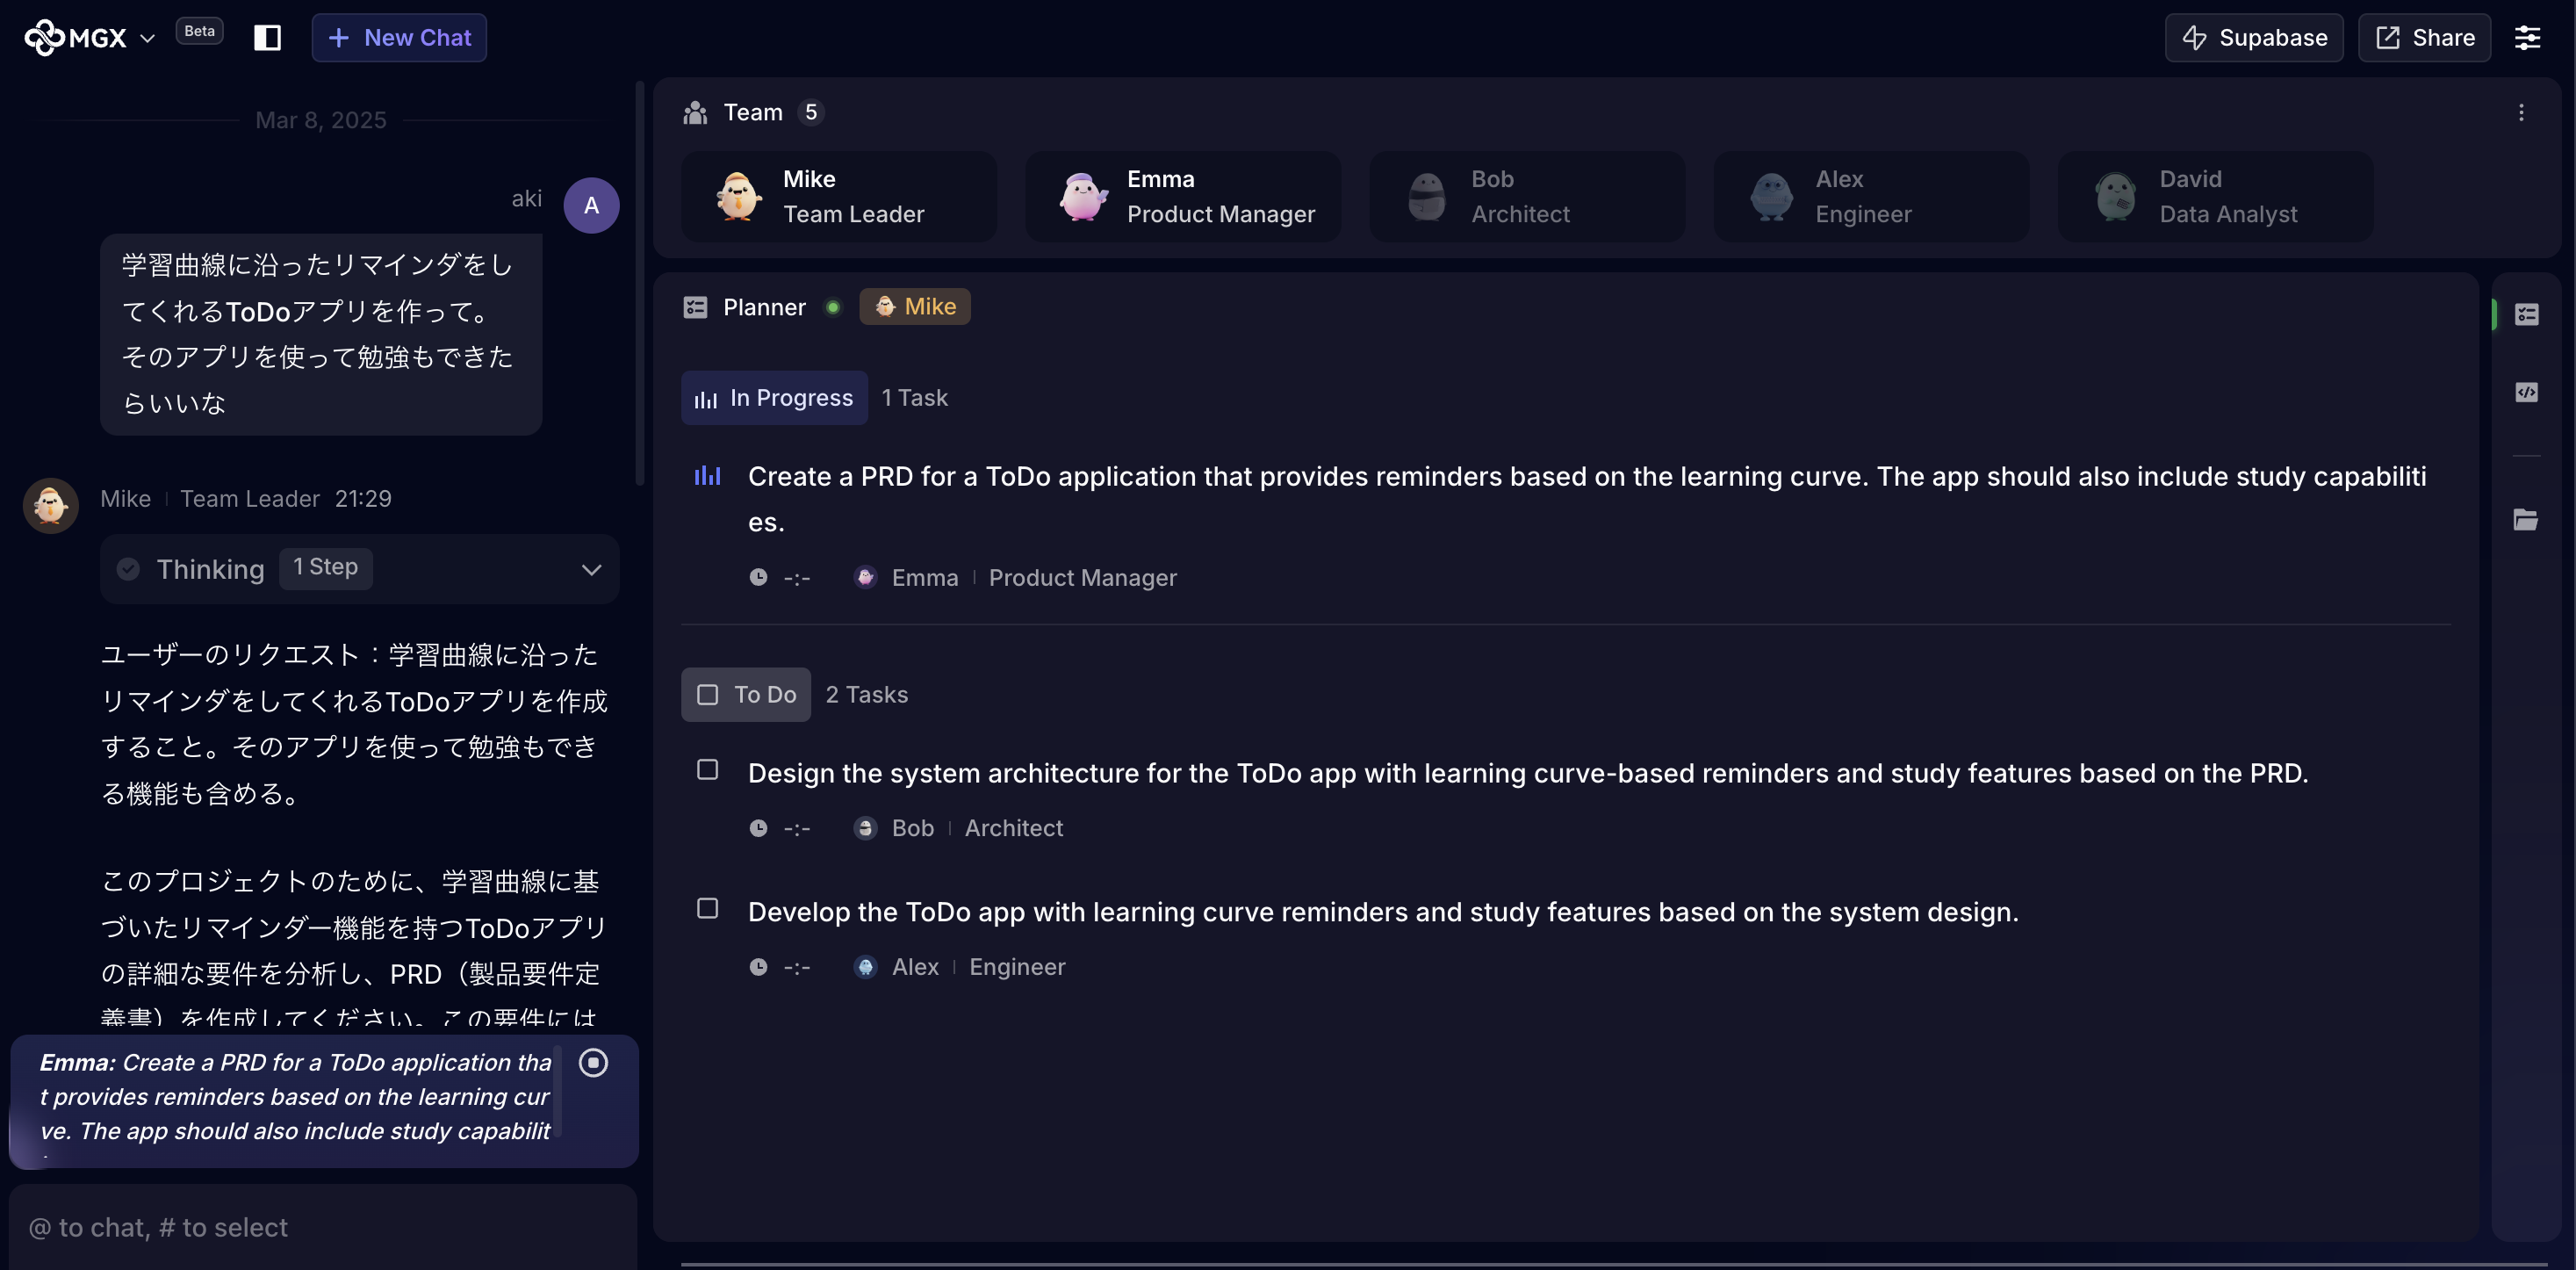 MGX
Beta
New Chat
Supabase
Share
Mar 8, 2025
aki
A
学習曲線に沿ったリマインダをし
てくれるToDoアプリを作って。
そのアプリを使って勉強もできた
らいいな
Mike Team Leader 21:29
Thinking 1 Step
ユーザーのリクエスト：学習曲線に沿った
リマインダをしてくれるToDoアプリを作成
すること。そのアプリを使って勉強もでき
る機能も含める。
このプロジェクトのために、学習曲線に基
づいたリマインダー機能を持つToDoアプリ
の詳細な要件を分析し、PRD（製品要件定
義書）を作成してください。この要件には
Emma: Create a PRD for a ToDo application tha
t provides reminders based on the learning cur
ve. The app should also include study capabilit
@ to chat, # to select
Team 5
Mike
Team Leader
Emma
Product Manager
Bob
Architect
Alex
Engineer
David
Data Analyst
Planner Mike
In Progress 1 Task
Create a PRD for a ToDo application that provides reminders based on the learning curve. The app should also include study capabiliti
es.
-:- Emma Product Manager
To Do 2 Tasks
Design the system architecture for the ToDo app with learning curve-based reminders and study features based on the PRD.
-:- Bob Architect
Develop the ToDo app with learning curve reminders and study features based on the system design.
-:- Alex Engineer